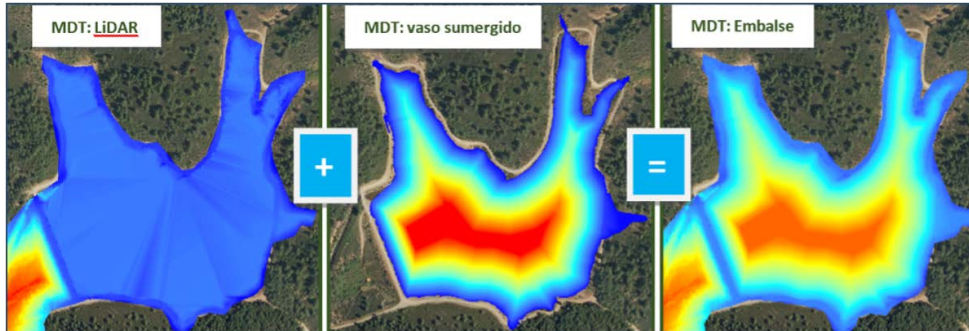 MDT: LiDAR
MDT: vaso sumergido
MDT: Embalse
+
=